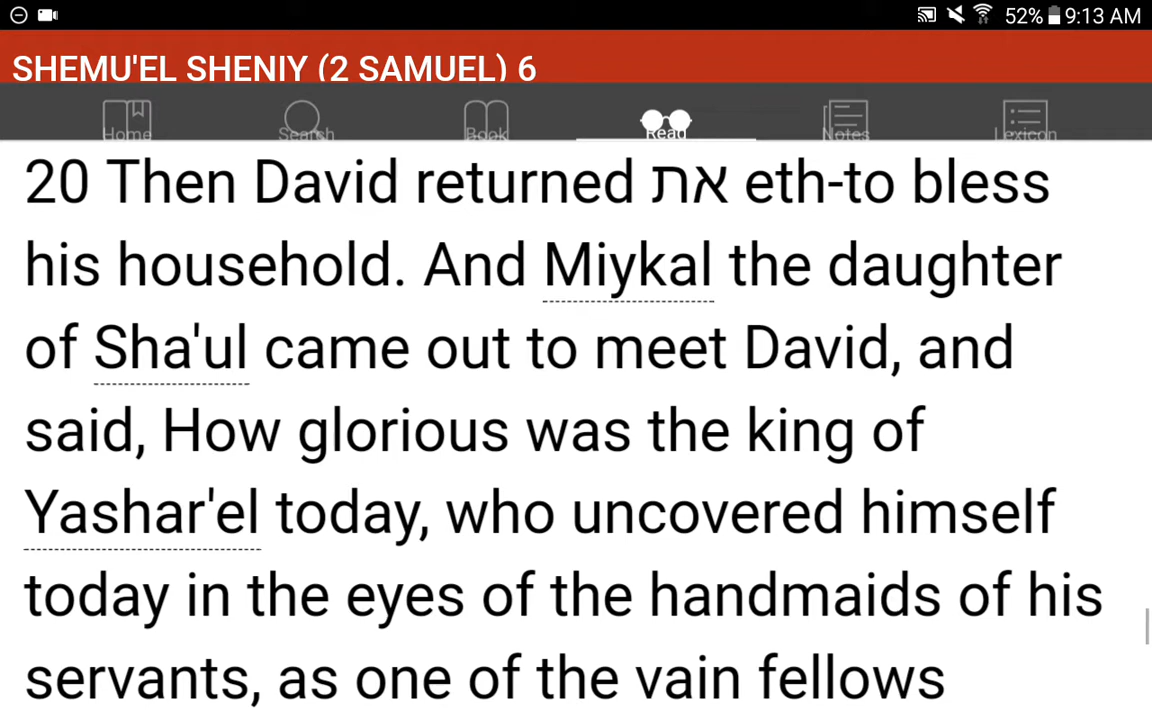 52% 9:13 AM
SHEMU'EL SHENIY (2 SAMUEL) 6
Home Search Book Read Notes Lexicon
20 Then David returned את eth-to bless
his household. And Miykal the daughter
of Sha'ul came out to meet David, and
said, How glorious was the king of
Yashar'el today, who uncovered himself
today in the eyes of the handmaids of his
servants, as one of the vain fellows